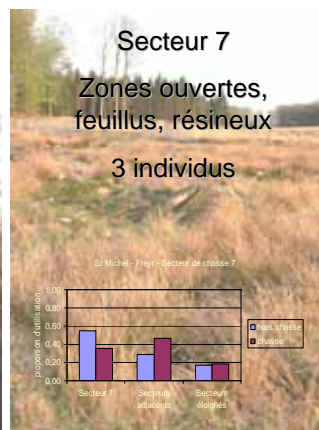 Secteur 7
Zones ouvertes,
feuillus, résineux
3 individus
St Michel - Freyr - Secteur de chasse 7
proportion d'utilisation
1,00
0,80
0,60
0,40
0,20
0,00
Secteur 7
Secteurs adjacents
Secteurs éloignés
hors chasse
chasse